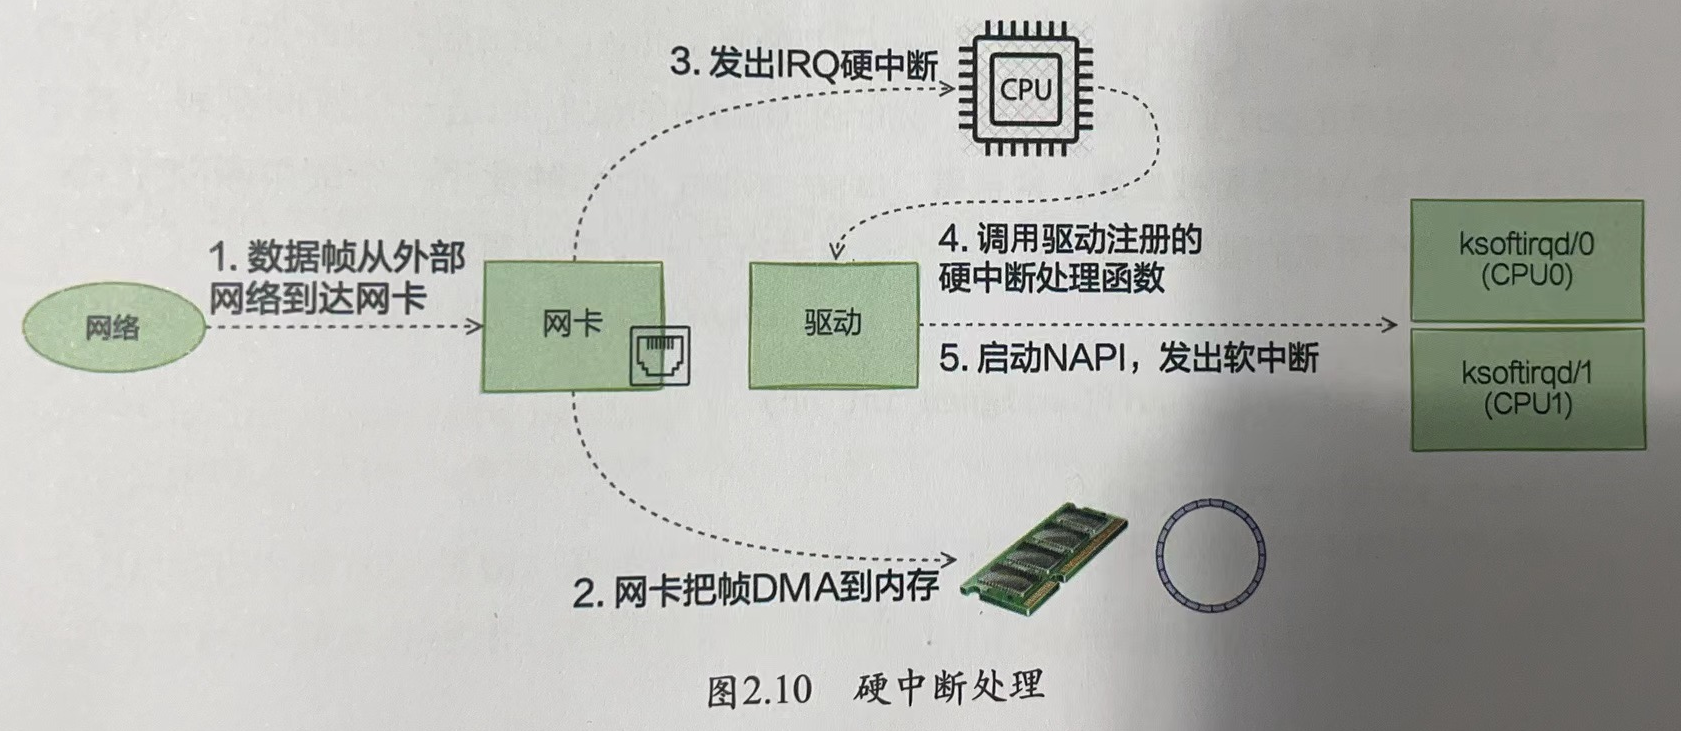 3. 发出IRQ硬中断
CPU
1. 数据帧从外部
网络到达网卡
网络
网卡
驱动
4. 调用驱动注册的
硬中断处理函数
5. 启动NAPI，发出软中断
ksoftirqd/0
(CPU0)
ksoftirqd/1
(CPU1)
2. 网卡把帧DMA到内存
图2.10 硬中断处理